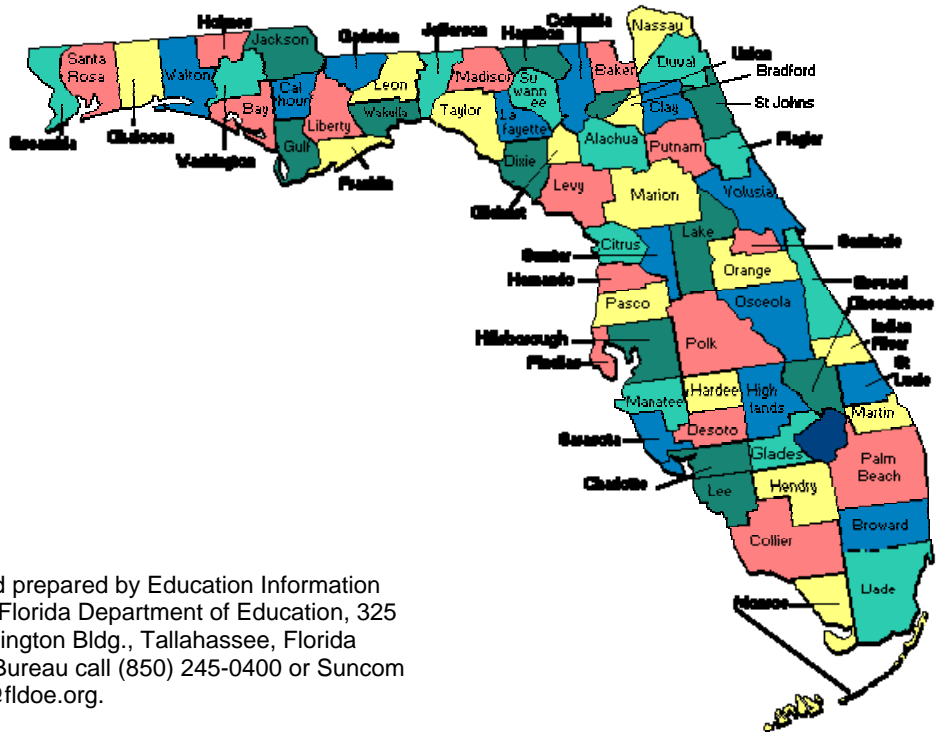 Holmes
Jackson
Gadsden
Jefferson
Hamilton
Columbia
Nassau
Santa
Rosa
Walton
Leon
Madison
Su
wann
ee
Baker
Duval
Union
Bradford
Cal
houn
Bay
Liberty
Wakulla
Taylor
La
fayette
Clay
St Johns
Escambia
Okaloosa
Washington
Gulf
Franklin
Dixie
Alachua
Putnam
Flagler
Gilchrist
Levy
Marion
Volusia
Citrus
Lake
Sumter
Seminole
Hernando
Orange
Brevard
Pasco
Osceola
Okeechobee
Hillsborough
Polk
Indian
River
Pinellas
St
Lucie
Manatee
Hardee
High
lands
Martin
Sarasota
Desoto
Glades
Palm
Beach
Charlotte
Lee
Hendry
Collier
Broward
Dade
Monroe
d prepared by Education Information
Florida Department of Education, 325
ington Bldg., Tallahassee, Florida
Bureau call (850) 245-0400 or Suncom
@fldoe.org.